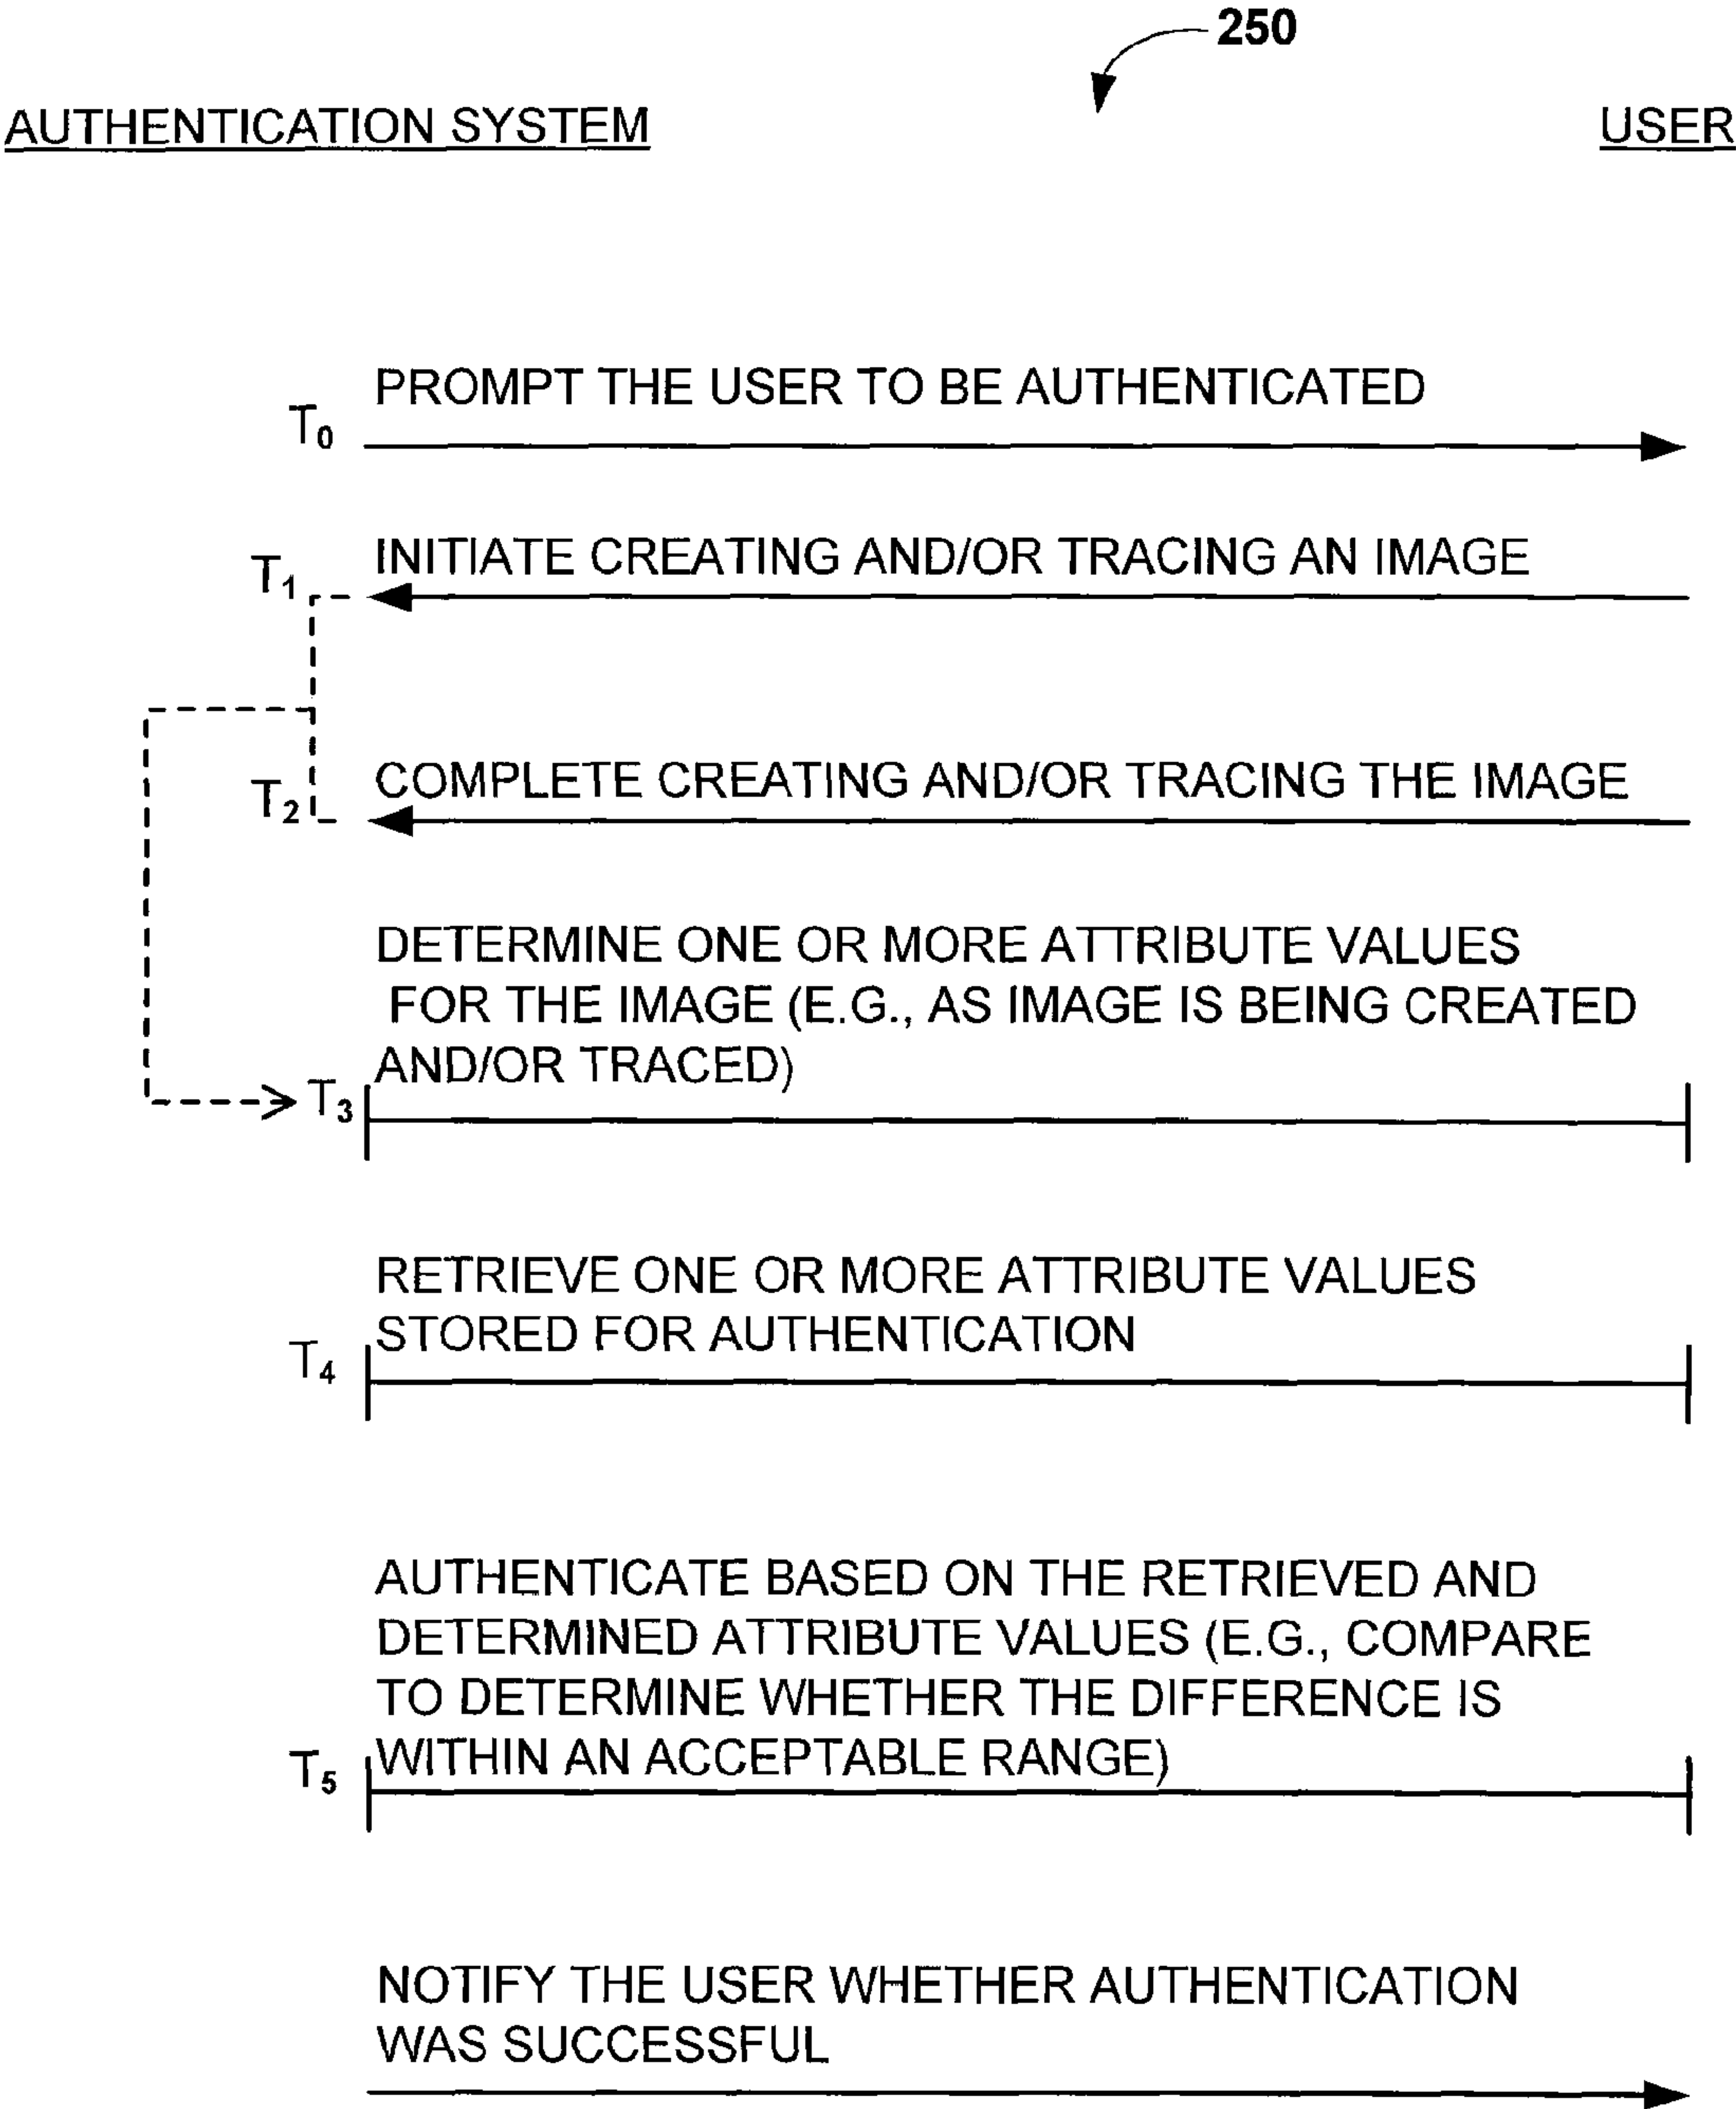 250
AUTHENTICATION SYSTEM
USER
PROMPT THE USER TO BE AUTHENTICATED
T0
INITIATE CREATING AND/OR TRACING AN IMAGE
T1
COMPLETE CREATING AND/OR TRACING THE IMAGE
T2
DETERMINE ONE OR MORE ATTRIBUTE VALUES
FOR THE IMAGE (E.G., AS IMAGE IS BEING CREATED
AND/OR TRACED)
T3
RETRIEVE ONE OR MORE ATTRIBUTE VALUES
STORED FOR AUTHENTICATION
T4
AUTHENTICATE BASED ON THE RETRIEVED AND
DETERMINED ATTRIBUTE VALUES (E.G., COMPARE
TO DETERMINE WHETHER THE DIFFERENCE IS
WITHIN AN ACCEPTABLE RANGE)
T5
NOTIFY THE USER WHETHER AUTHENTICATION
WAS SUCCESSFUL